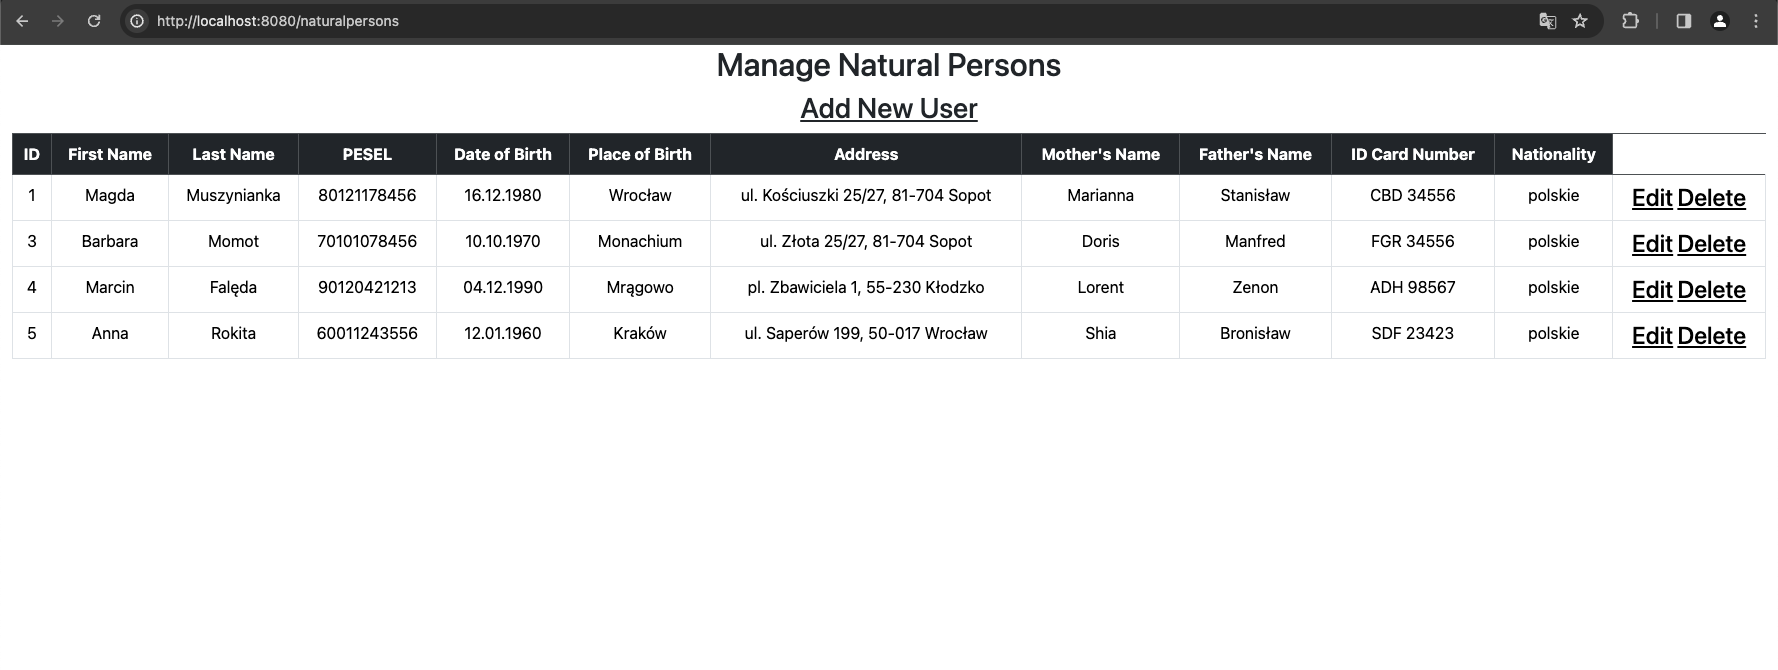 http://localhost:8080/naturalpersons
Manage Natural Persons
Add New User
ID First Name Last Name PESEL Date of Birth Place of Birth Address Mother's Name Father's Name ID Card Number Nationality
1 Magda Muszynianka 80121178456 16.12.1980 Wrocław ul. Kościuszki 25/27, 81-704 Sopot Marianna Stanisław CBD 34556 polskie Edit Delete
3 Barbara Momot 70101078456 10.10.1970 Monachium ul. Złota 25/27, 81-704 Sopot Doris Manfred FGR 34556 polskie Edit Delete
4 Marcin Falęda 90120421213 04.12.1990 Mrągowo pl. Zbawiciela 1, 55-230 Kłodzko Lorent Zenon ADH 98567 polskie Edit Delete
5 Anna Rokita 60011243556 12.01.1960 Kraków ul. Saperów 199, 50-017 Wrocław Shia Bronisław SDF 23423 polskie Edit Delete